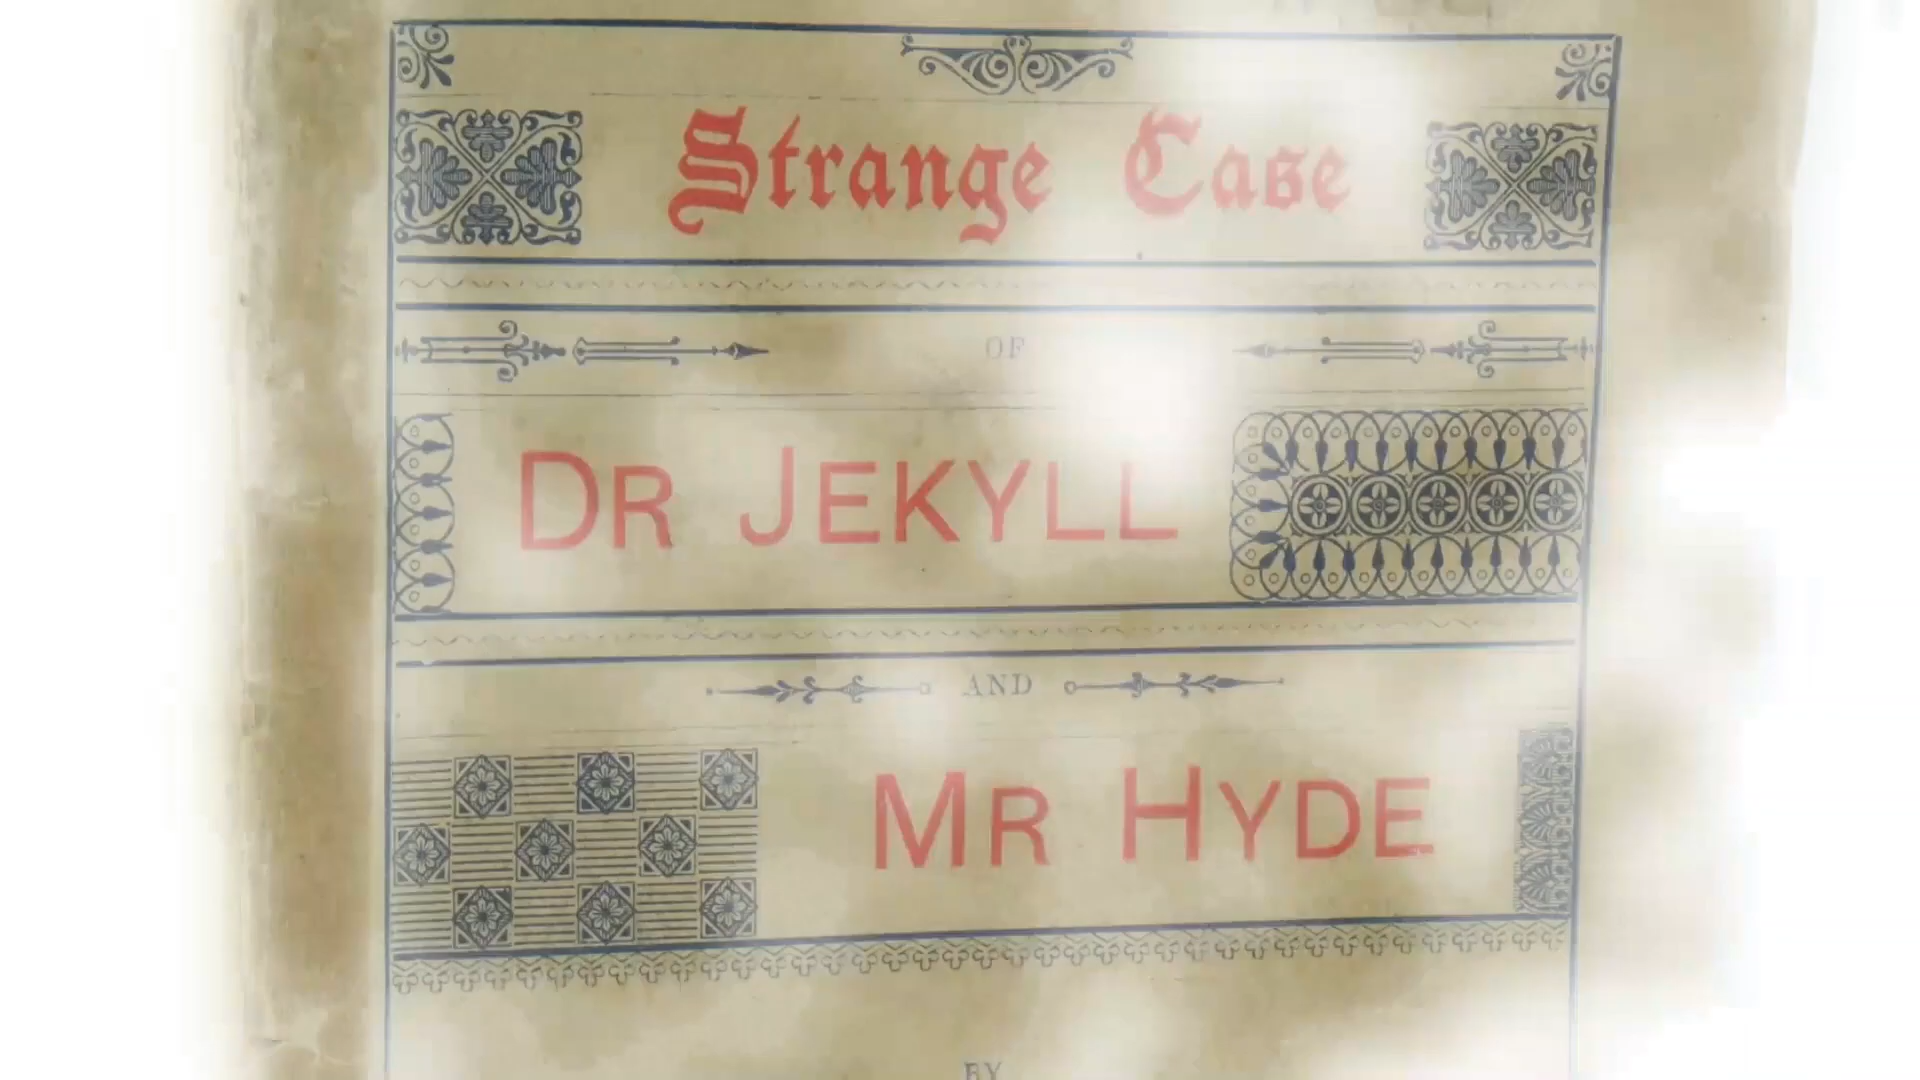 Strange Case
OF
DR JEKYLL
AND
MR HYDE
BY